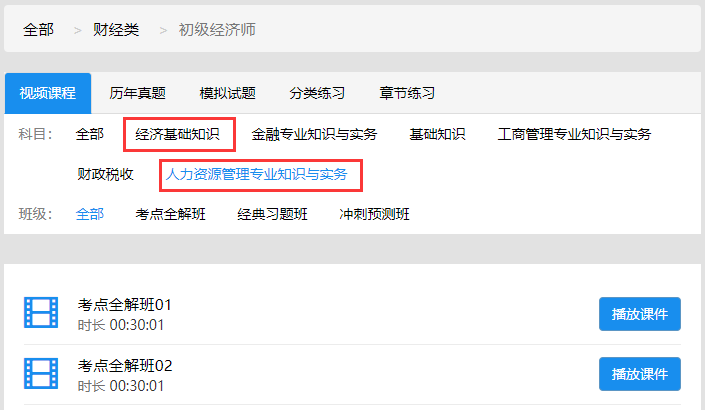 全部 > 财经类 > 初级经济师
视频课程 历年真题 模拟试题 分类练习 章节练习
科目： 全部 经济基础知识 金融专业知识与实务 基础知识 工商管理专业知识与实务
财政税收 人力资源管理专业知识与实务
班级： 全部 考点全解班 经典习题班 冲刺预测班
考点全解班01
时长 00:30:01
播放课件
考点全解班02
时长 00:30:01
播放课件